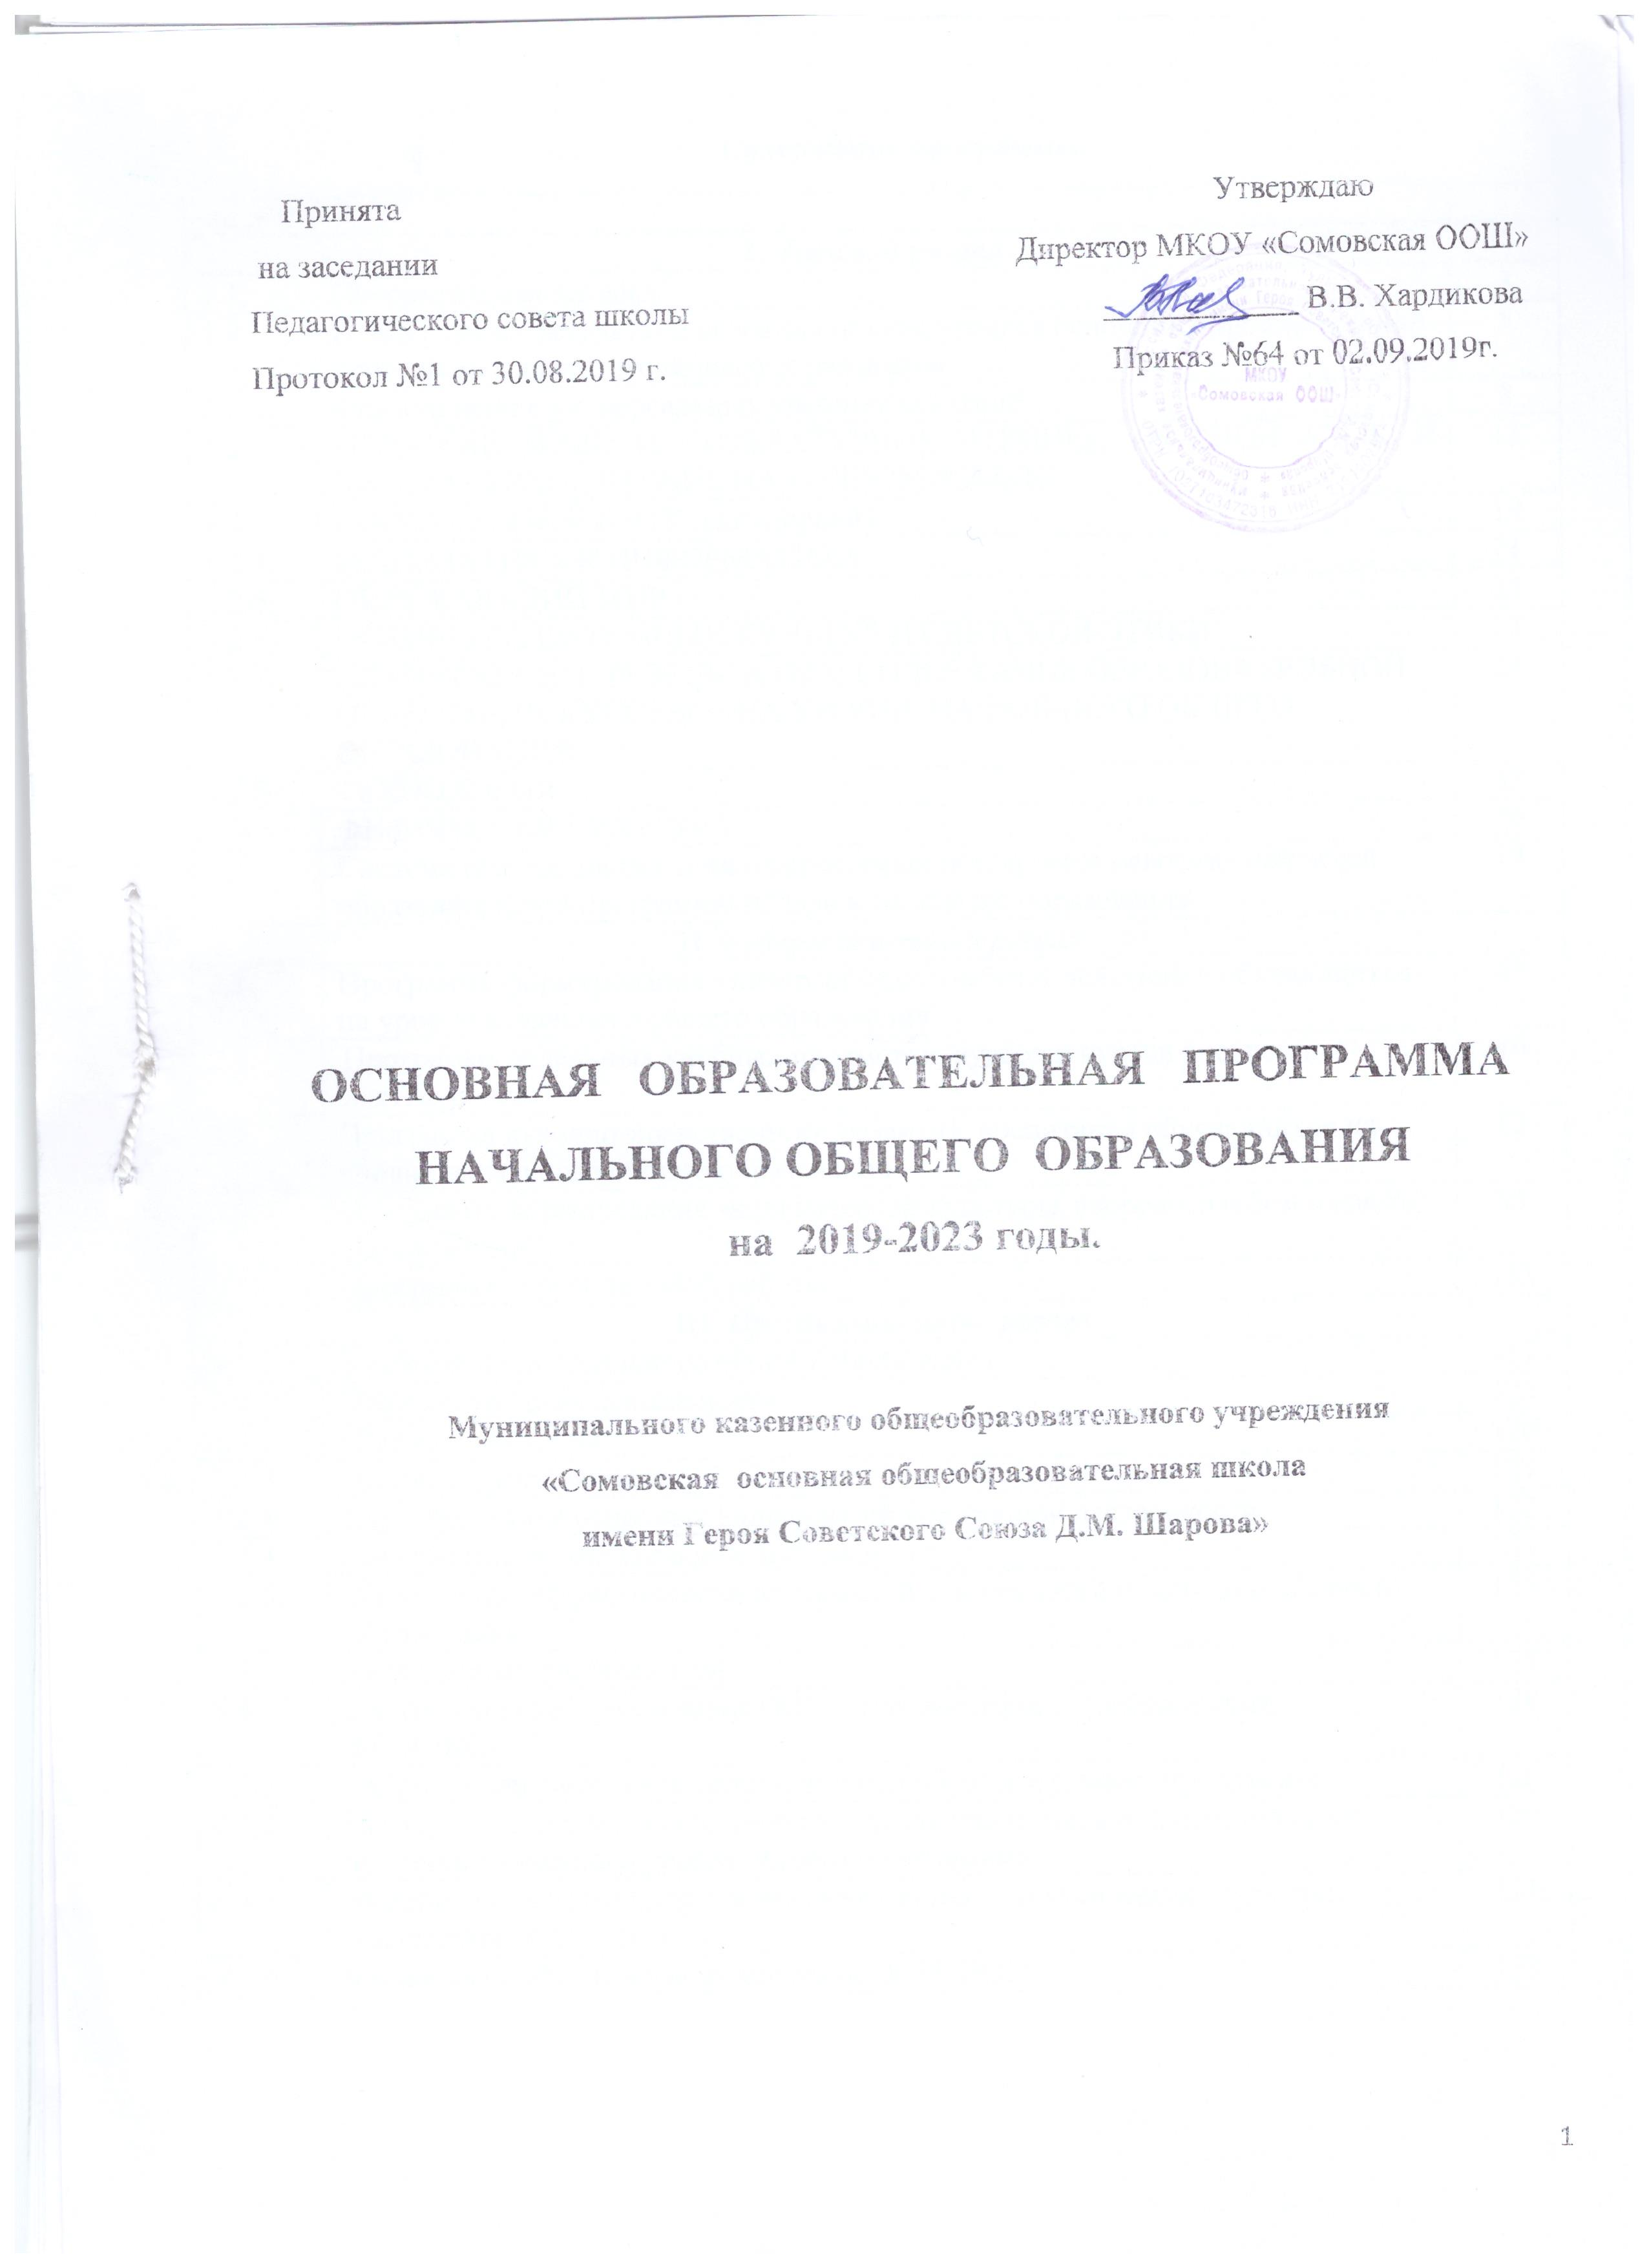 Принята
на заседании
Педагогического совета школы
Протокол №1 от 30.08.2019 г.
Утверждаю
Директор МКОУ «Сомовская ООШ»
В.В. Хардикова
Приказ №64 от 02.09.2019г.
МКОУ
Сомовская ООШ
ОСНОВНАЯ ОБРАЗОВАТЕЛЬНАЯ ПРОГРАММА
НАЧАЛЬНОГО ОБЩЕГО ОБРАЗОВАНИЯ
на 2019-2023 годы.
Муниципального казенного общеобразовательного учреждения
«Сомовская основная общеобразовательная школа
имени Героя Советского Союза Д.М. Шарова»
1